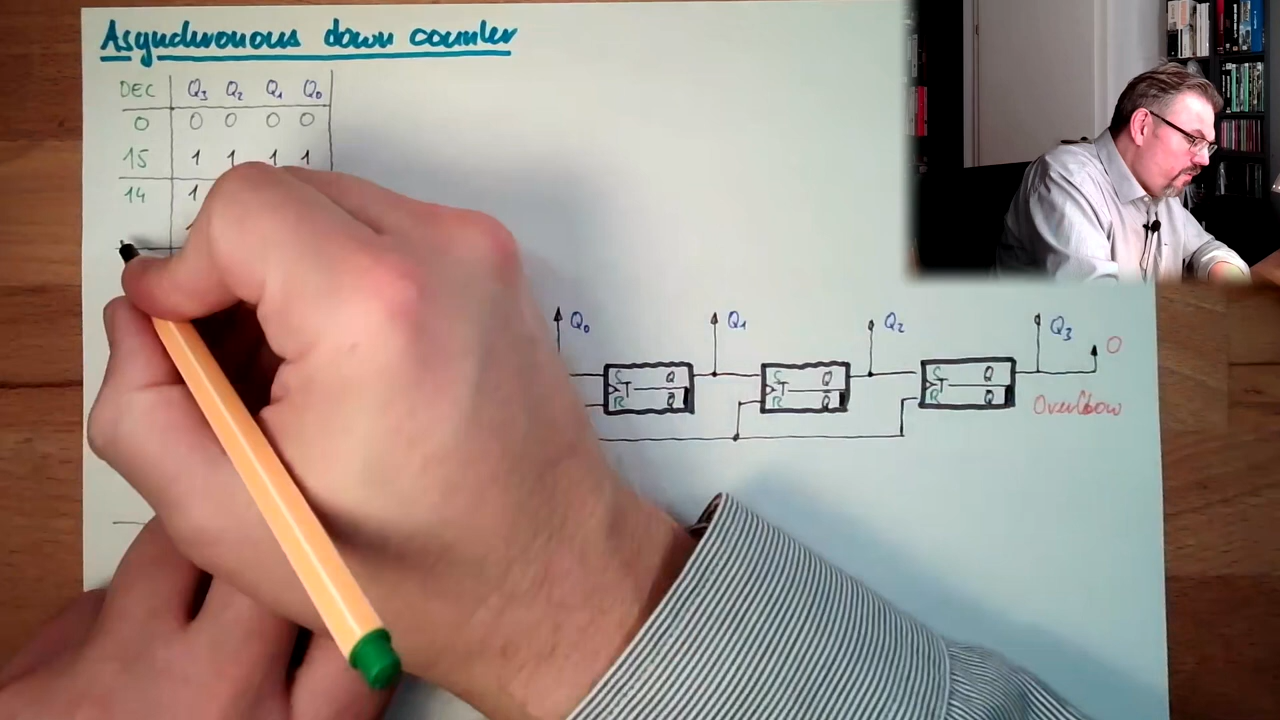 Asynchronous down counter
DEC Q3 Q2 Q1 Q0
0 0 0 0 0
15 1 1 1 1
14 1
Q0 Q1 Q2 Q3 0
S T Q S T Q S T Q
R Q̅ R Q̅ R Q̅
Overflow